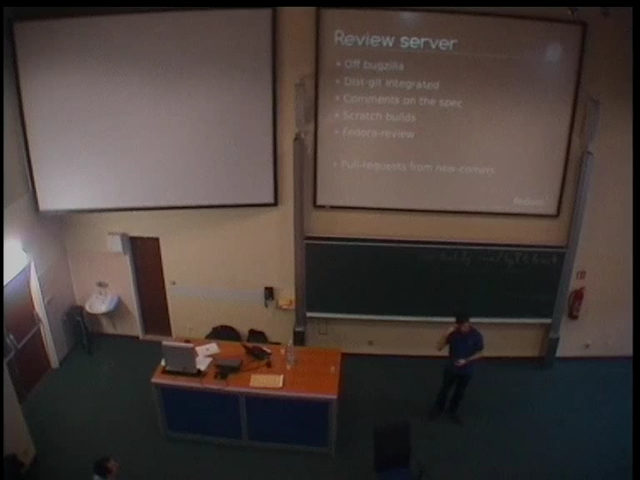 Review server
• Off bugzilla
• Dist-git integrated
• Comments on the spec
• Scratch builds
• Fedora-review
• Pull-requests from new-comers